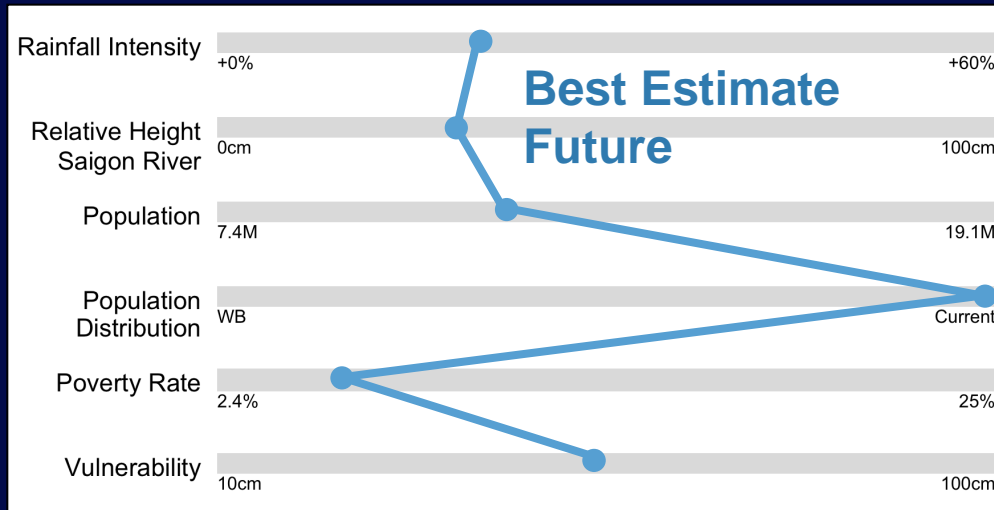 Rainfall Intensity
+0%
+60%
Best Estimate
Future
Relative Height
Saigon River
0cm
100cm
Population
7.4M
19.1M
Population
Distribution
WB
Current
Poverty Rate
2.4%
25%
Vulnerability
10cm
100cm